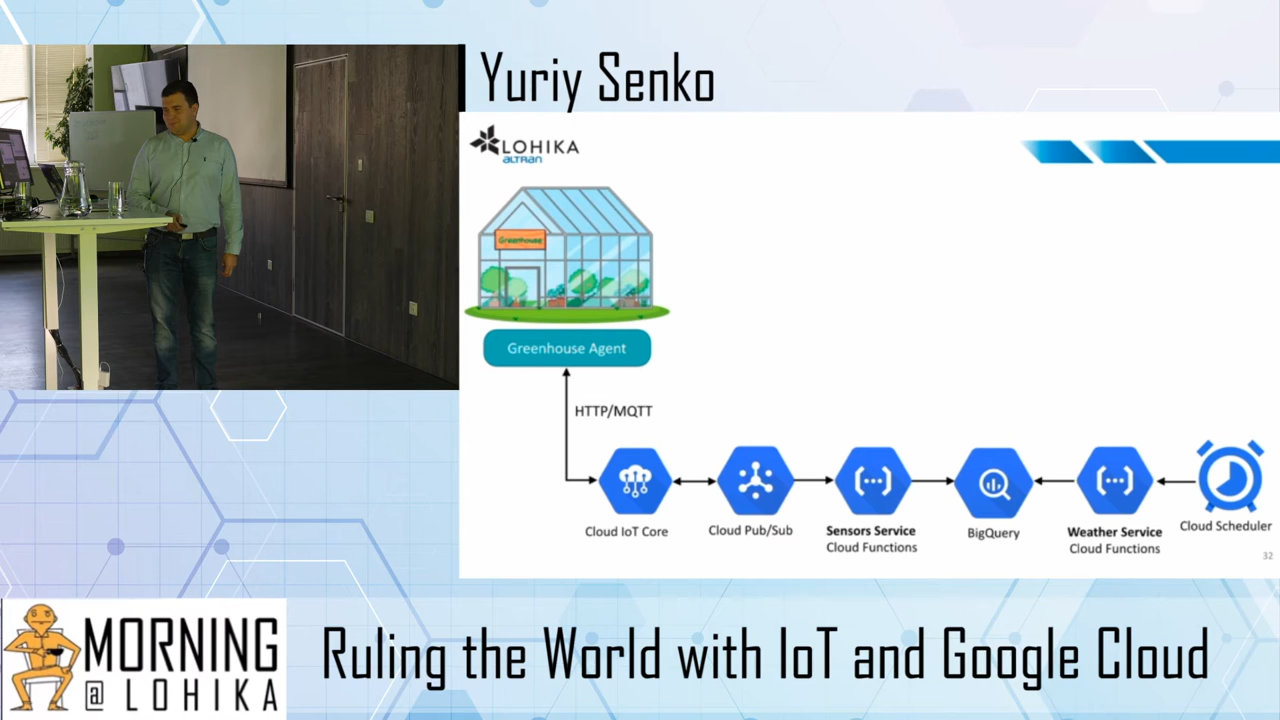 Yuriy Senko
LOHIKA
altran
Greenhouse
Greenhouse Agent
HTTP/MQTT
Cloud IoT Core
Cloud Pub/Sub
Sensors Service
Cloud Functions
BigQuery
Weather Service
Cloud Functions
Cloud Scheduler
32
MORNING
@ LOHIKA
Ruling the World with IoT and Google Cloud